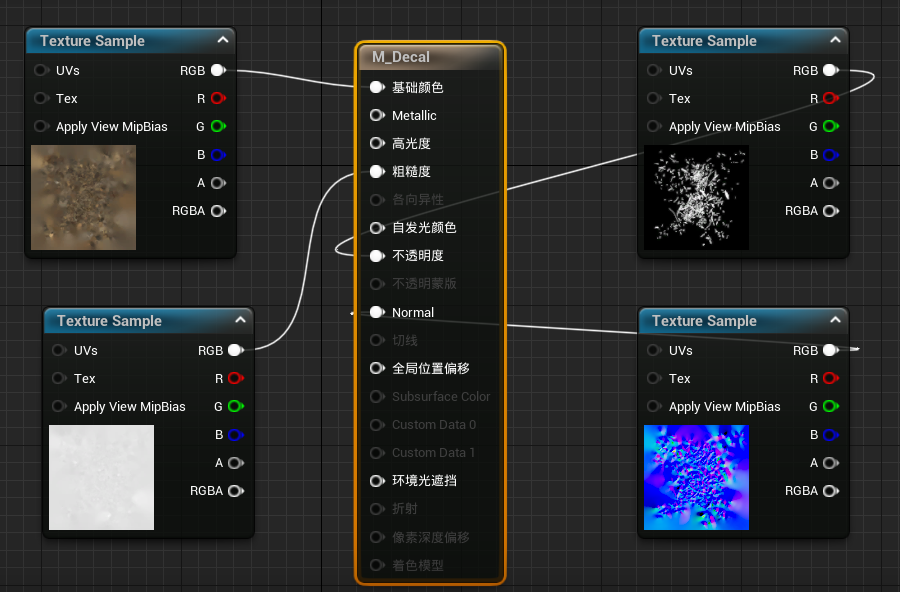 Texture Sample
UVs RGB
Tex R
Apply View MipBias G
B
A
RGBA
M_Decal
基础颜色
Metallic
高光度
粗糙度
各向异性
自发光颜色
不透明度
不透明蒙版
Normal
切线
全局位置偏移
Subsurface Color
Custom Data 0
Custom Data 1
环境光遮挡
折射
像素深度偏移
着色模型
Texture Sample
UVs RGB
Tex R
Apply View MipBias G
B
A
RGBA
Texture Sample
UVs RGB
Tex R
Apply View MipBias G
B
A
RGBA
Texture Sample
UVs RGB
Tex R
Apply View MipBias G
B
A
RGBA